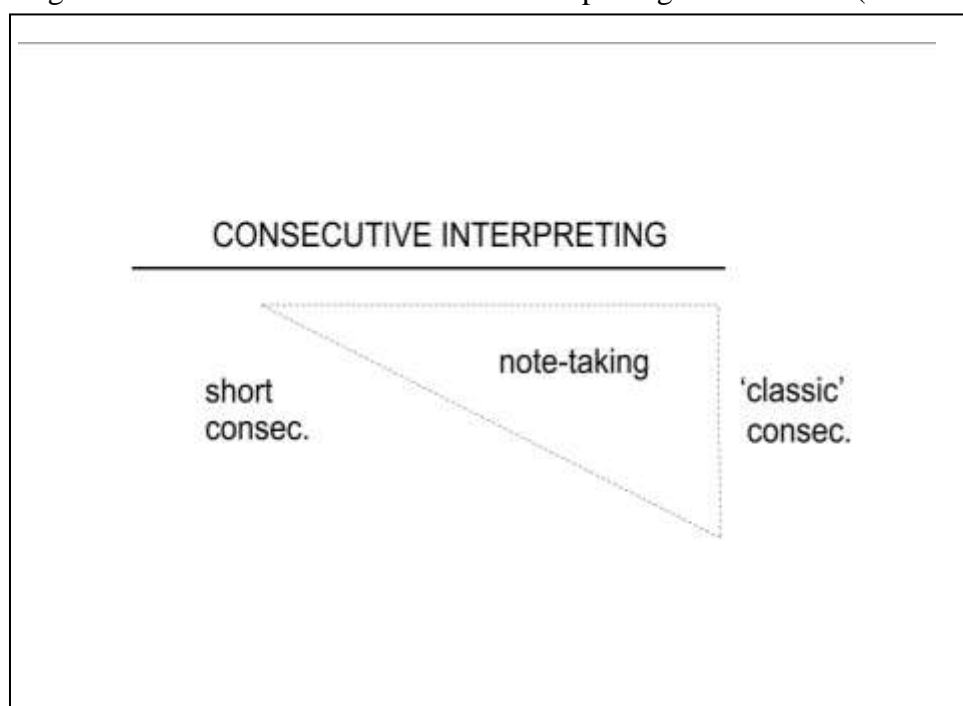 CONSECUTIVE INTERPRETING
note-taking
short
consec.
'classic'
consec.